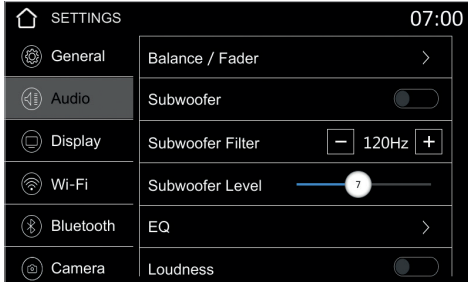 SETTINGS 07:00
General
Audio
Display
Wi-Fi
Bluetooth
Camera
Balance / Fader
Subwoofer
Subwoofer Filter − 120Hz +
Subwoofer Level 7
EQ
Loudness